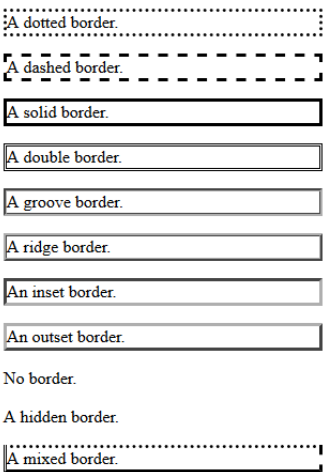 A dotted border.
A dashed border.
A solid border.
A double border.
A groove border.
A ridge border.
An inset border.
An outset border.
No border.
A hidden border.
A mixed border.